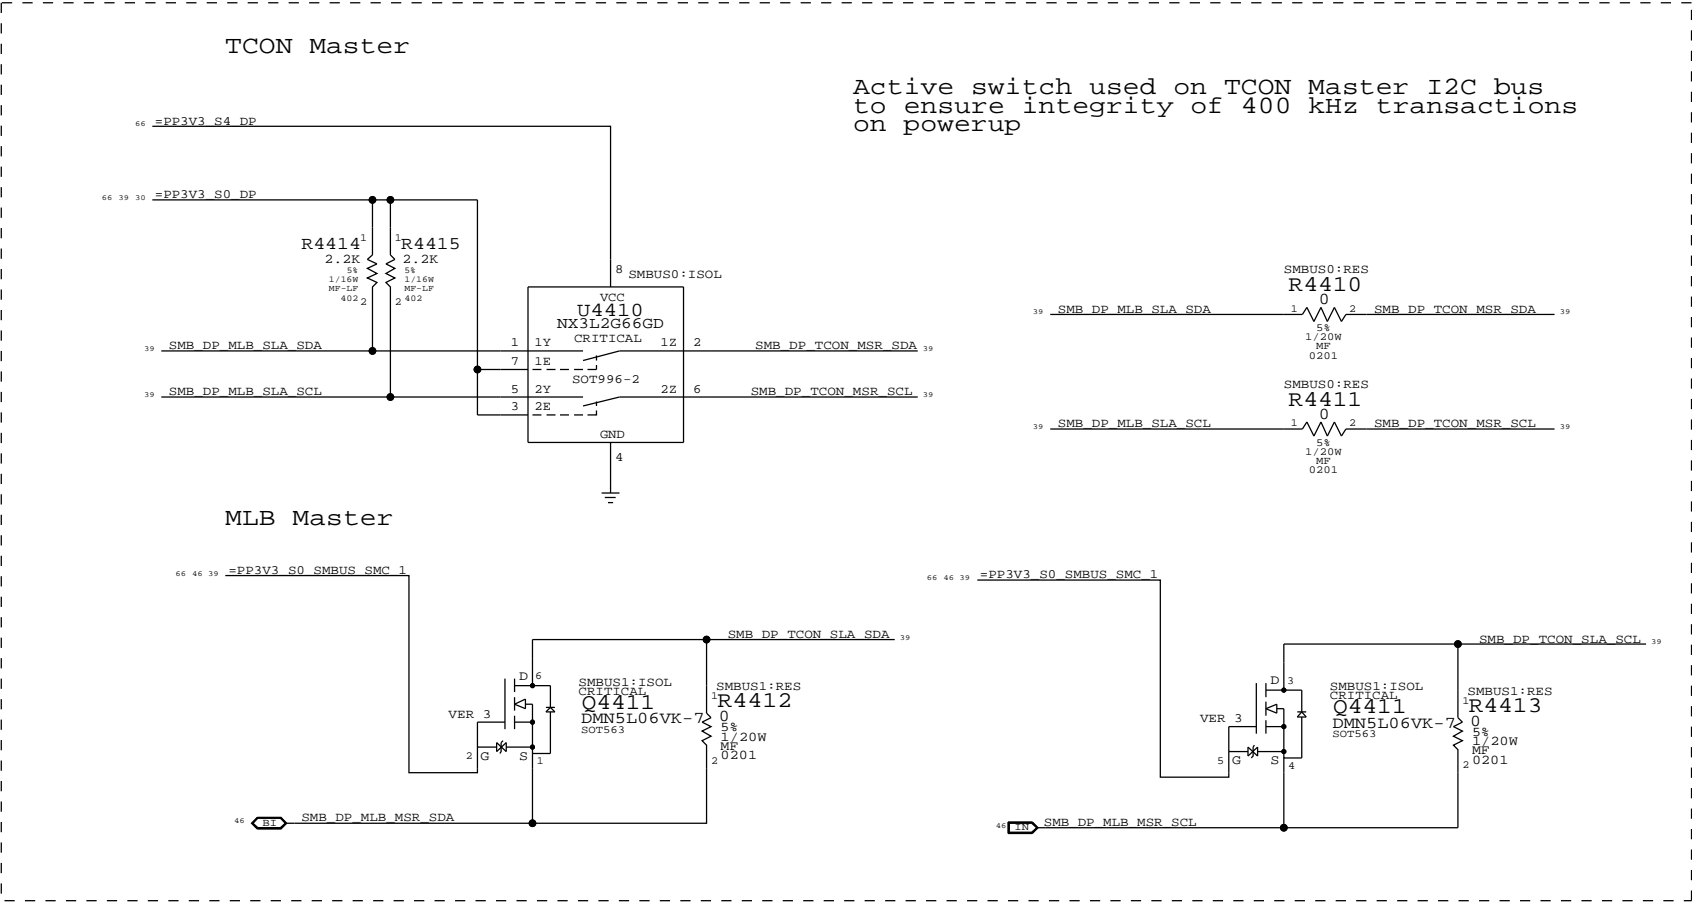 TCON Master
Active switch used on TCON Master I2C bus
to ensure integrity of 400 kHz transactions
on powerup
66 =PP3V3_S4_DP
66 39 30 =PP3V3_S0_DP
R4414 1
2.2K
5%
1/16W
MF-LF
402 2
1 R4415
2.2K
5%
1/16W
MF-LF
2 402
8 SMBUS0:ISOL
VCC
U4410
NX3L2G66GD
CRITICAL
39 SMB_DP_MLB_SLA_SDA 1 1Y 1Z 2 SMB_DP_TCON_MSR_SDA 39
7 1E
SOT996-2
39 SMB_DP_MLB_SLA_SCL 5 2Y 2Z 6 SMB_DP_TCON_MSR_SCL 39
3 2E
GND
4
SMBUS0:RES
R4410
0
39 SMB_DP_MLB_SLA_SDA 1 2 SMB_DP_TCON_MSR_SDA 39
5%
1/20W
MF
0201
SMBUS0:RES
R4411
0
39 SMB_DP_MLB_SLA_SCL 1 2 SMB_DP_TCON_MSR_SCL 39
5%
1/20W
MF
0201
MLB Master
66 46 39 =PP3V3_S0_SMBUS_SMC_1
SMB_DP_TCON_SLA_SDA 39
D 6
VER 3
2 G S 1
SMBUS1:ISOL
CRITICAL
Q4411
DMN5L06VK-7
SOT563
SMBUS1:RES
1 R4412
0
5%
1/20W
MF
2 0201
46 BI SMB_DP_MLB_MSR_SDA
66 46 39 =PP3V3_S0_SMBUS_SMC_1
SMB_DP_TCON_SLA_SCL 39
D 3
VER 3
5 G S 4
SMBUS1:ISOL
CRITICAL
Q4411
DMN5L06VK-7
SOT563
SMBUS1:RES
1 R4413
0
5%
1/20W
MF
2 0201
46 IN SMB_DP_MLB_MSR_SCL